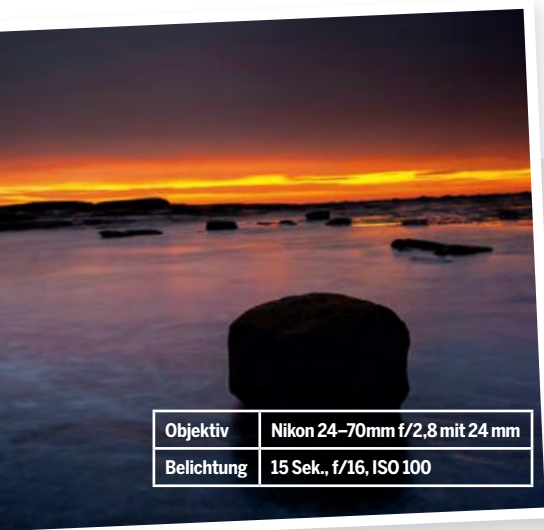 Objektiv Nikon 24–70mm f/2,8 mit 24 mm
Belichtung 15 Sek., f/16, ISO 100